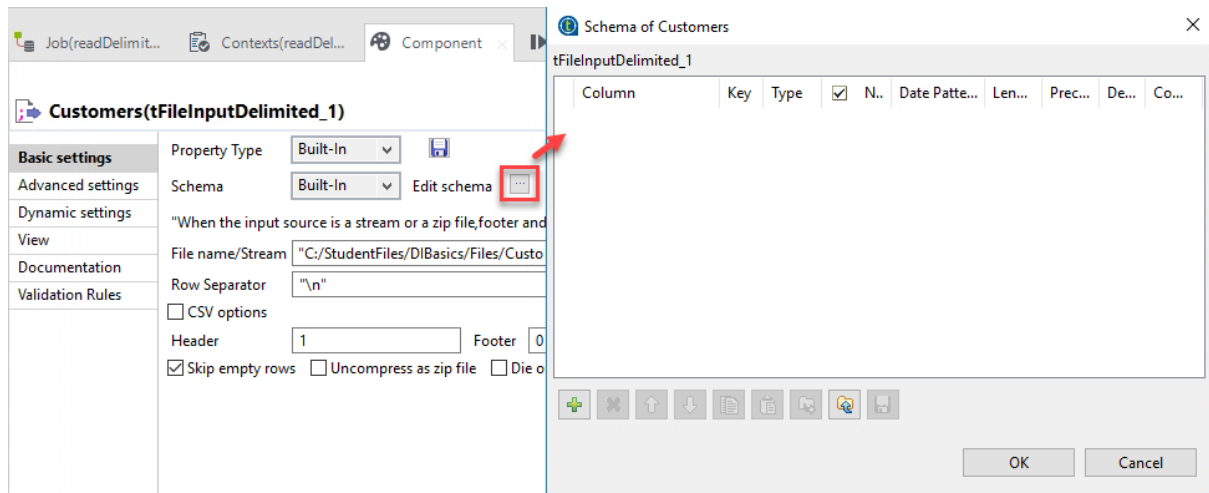 Job(readDelimit...
Contexts(readDel...
Component
Customers(tFileInputDelimited_1)
Basic settings
Advanced settings
Dynamic settings
View
Documentation
Validation Rules
Property Type
Built-In
Schema
Built-In
Edit schema
...
"When the input source is a stream or a zip file,footer and
File name/Stream
"C:/StudentFiles/DIBasics/Files/Custo
Row Separator
"\n"
CSV options
Header
1
Footer
0
Skip empty rows
Uncompress as zip file
Die o
Schema of Customers
tFileInputDelimited_1
Column
Key
Type
N..
Date Patte...
Len...
Prec...
De...
Co...
OK
Cancel